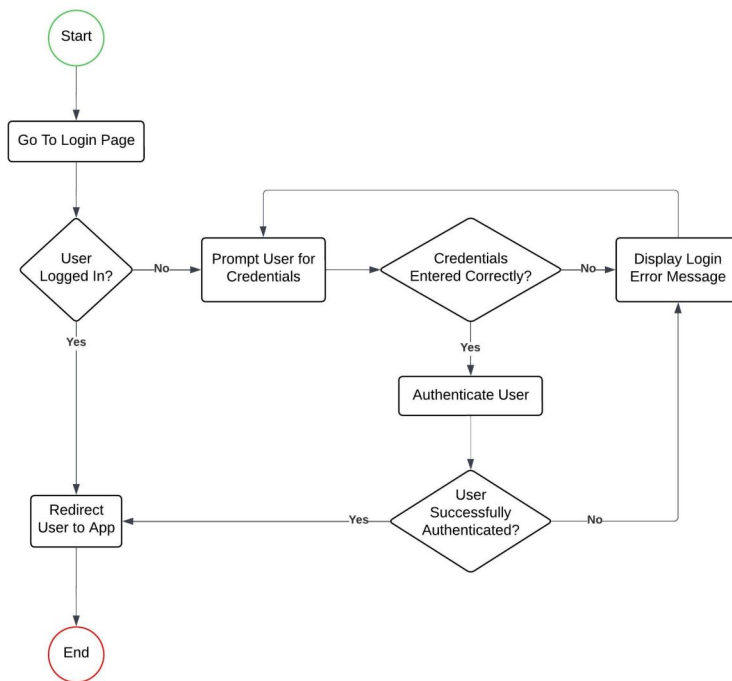 Start
Go To Login Page
User
Logged In?
No
Prompt User for
Credentials
Credentials
Entered Correctly?
No
Display Login
Error Message
Yes
Yes
Authenticate User
User
Successfully
Authenticated?
Yes
No
Redirect
User to App
End